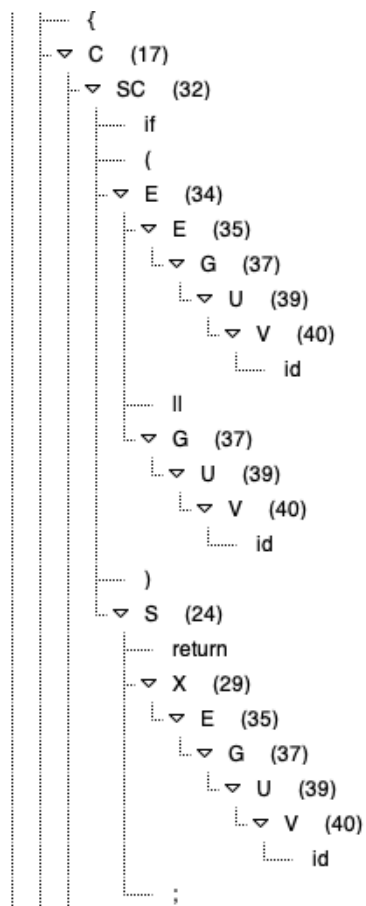 {
C (17)
SC (32)
if
(
E (34)
E (35)
G (37)
U (39)
V (40)
id
||
G (37)
U (39)
V (40)
id
)
S (24)
return
X (29)
E (35)
G (37)
U (39)
V (40)
id
;